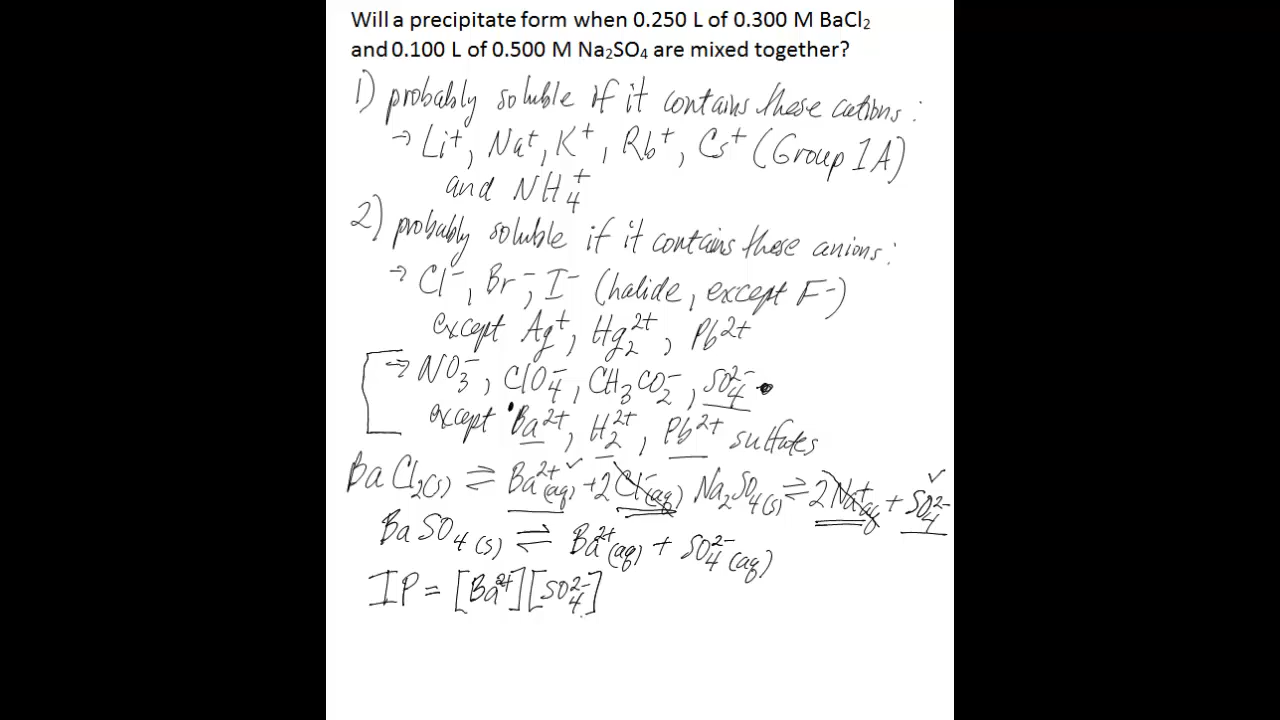 Will a precipitate form when 0.250 L of 0.300 M BaCl₂
and 0.100 L of 0.500 M Na₂SO₄ are mixed together?
1) probably soluble if it contains these cations:
→ Li⁺, Na⁺, K⁺, Rb⁺, Cs⁺ (Group 1A)
and NH₄⁺
2) probably soluble if it contains these anions:
→ Cl⁻, Br⁻, I⁻ (halide, except F⁻)
except Ag⁺, Hg₂²⁺, Pb²⁺
→ NO₃⁻, ClO₄⁻, CH₃CO₂⁻, SO₄²⁻
except Ba²⁺, H₂²⁺, Pb²⁺ sulfates
BaCl₂(s) ⇌ Ba²⁺(aq) + 2Cl⁻(aq) Na₂SO₄(s) ⇌ 2Na⁺aq + SO₄²⁻
BaSO₄(s) ⇌ Ba²⁺(aq) + SO₄²⁻(aq)
IP = [Ba²⁺][SO₄²⁻]